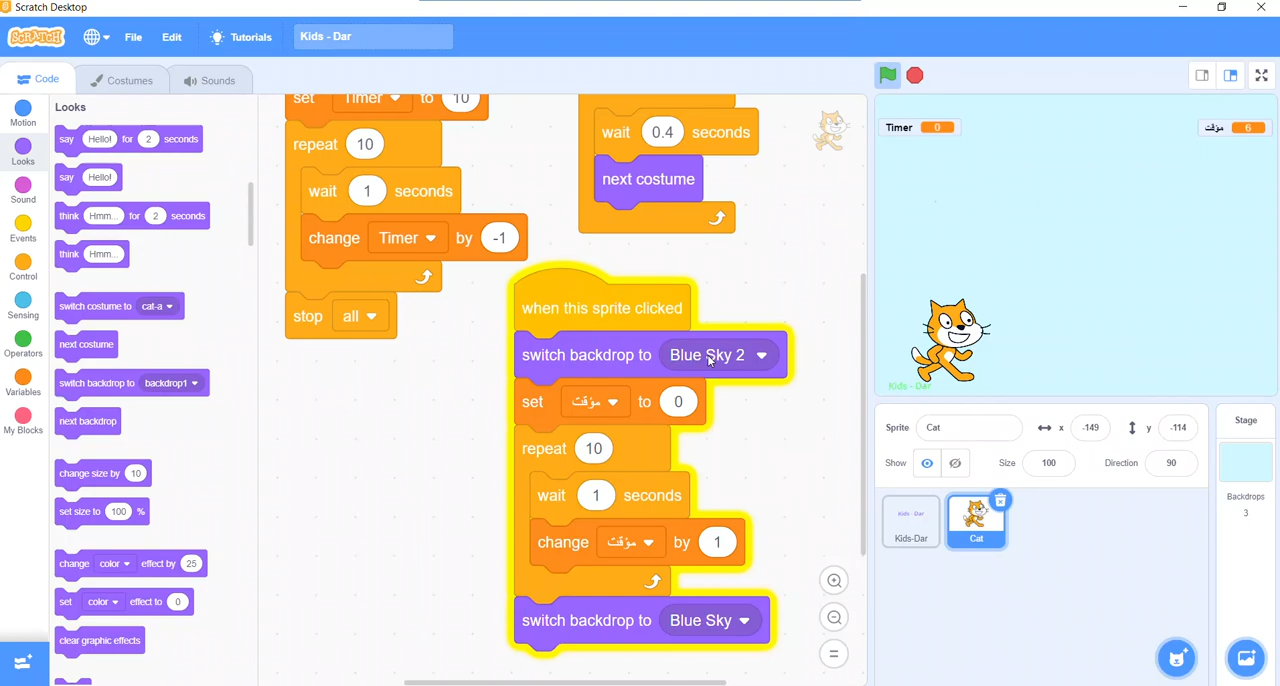 Scratch Desktop
SCRATCH File Edit Tutorials Kids - Dar
Code Costumes Sounds
Motion
Looks
Sound
Events
Control
Sensing
Operators
Variables
My Blocks
Looks
say Hello! for 2 seconds
say Hello!
think Hmm... for 2 seconds
think Hmm...
switch costume to cat-a
next costume
switch backdrop to backdrop1
next backdrop
change size by 10
set size to 100 %
change color effect by 25
set color effect to 0
clear graphic effects
set Timer to 10
repeat 10
wait 1 seconds
change Timer by -1
stop all
wait 0.4 seconds
next costume
when this sprite clicked
switch backdrop to Blue Sky 2
set مؤقت to 0
repeat 10
wait 1 seconds
change مؤقت by 1
switch backdrop to Blue Sky
Timer 0
مؤقت 6
Kids - Dar
Sprite Cat x -149 y -114
Show Size 100 Direction 90
Kids - Dar
Kids-Dar
Cat
Stage
Backdrops
3